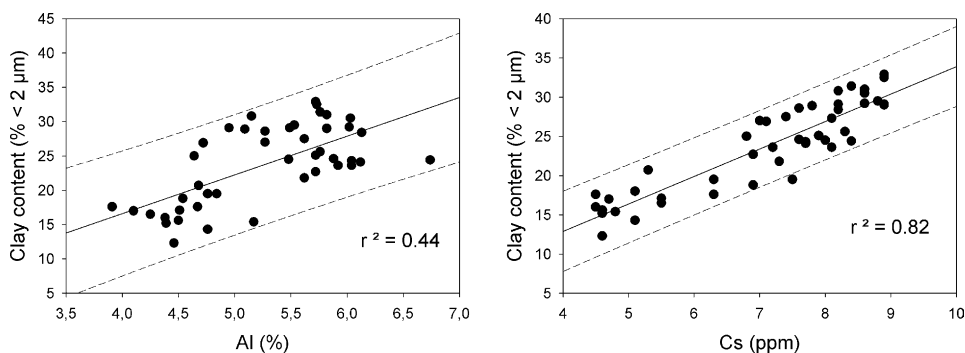 45
40
35
30
25
20
15
10
5
Clay content (% < 2 µm)
r ² = 0.44
3,5 4,0 4,5 5,0 5,5 6,0 6,5 7,0
Al (%)
40
35
30
25
20
15
10
5
Clay content (% < 2 µm)
r ² = 0.82
4 5 6 7 8 9 10
Cs (ppm)